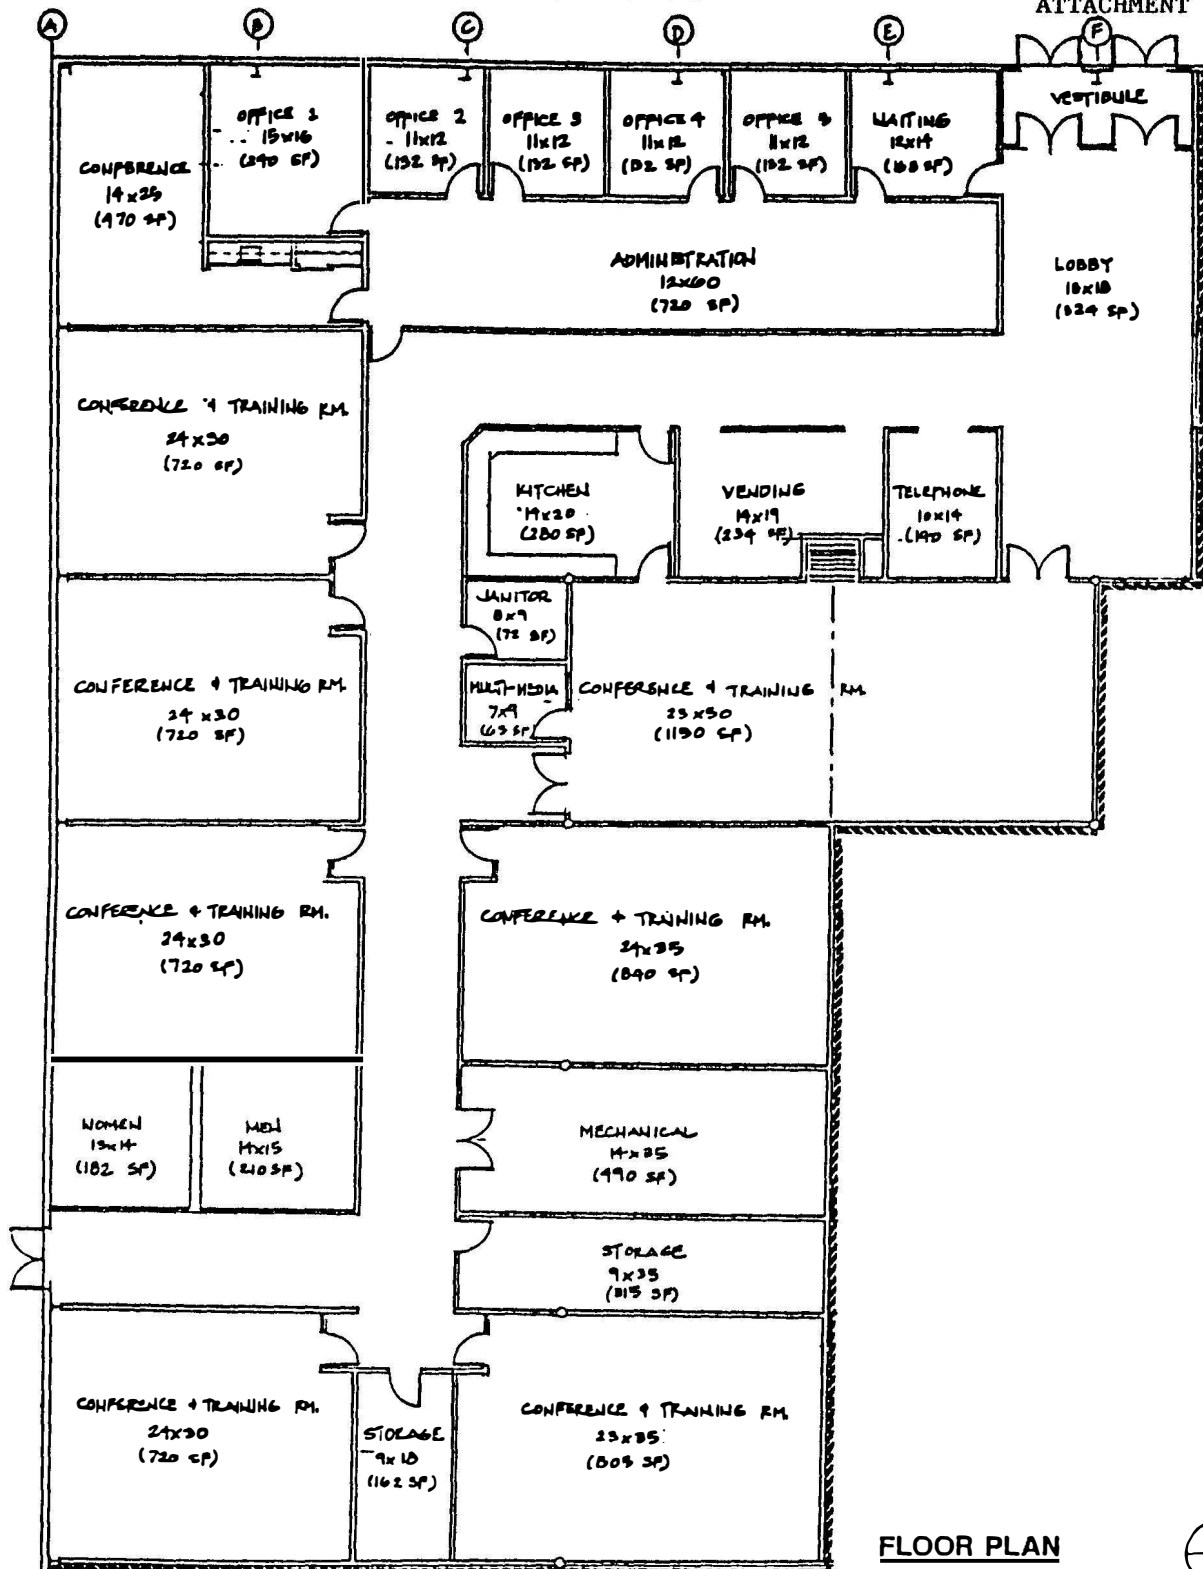 ATTACHMENT
A B C D E F
CONFERENCE
14x25
(470 SF)
OFFICE 1
15x16
(240 SF)
OFFICE 2
11x12
(132 SF)
OFFICE 3
11x12
(132 SF)
OFFICE 4
11x12
(132 SF)
OFFICE 5
11x12
(132 SF)
WAITING
12x14
(168 SF)
VESTIBULE
ADMINISTRATION
12x60
(720 SF)
LOBBY
18x18
(324 SF)
CONFERENCE & TRAINING RM.
24x30
(720 SF)
KITCHEN
14x20
(280 SF)
VENDING
14x19
(234 SF)
TELEPHONE
10x14
(140 SF)
JANITOR
8x9
(72 SF)
CONFERENCE & TRAINING RM.
24x30
(720 SF)
MULTI-MEDIA
7x9
(63 SF)
CONFERENCE & TRAINING RM.
23x50
(1150 SF)
CONFERENCE & TRAINING RM.
24x30
(720 SF)
CONFERENCE & TRAINING RM.
24x35
(840 SF)
WOMEN
13x14
(182 SF)
MEN
14x15
(210 SF)
MECHANICAL
14x35
(490 SF)
STORAGE
9x35
(315 SF)
CONFERENCE & TRAINING RM.
24x30
(720 SF)
STORAGE
9x18
(162 SF)
CONFERENCE & TRAINING RM.
23x35
(805 SF)
FLOOR PLAN